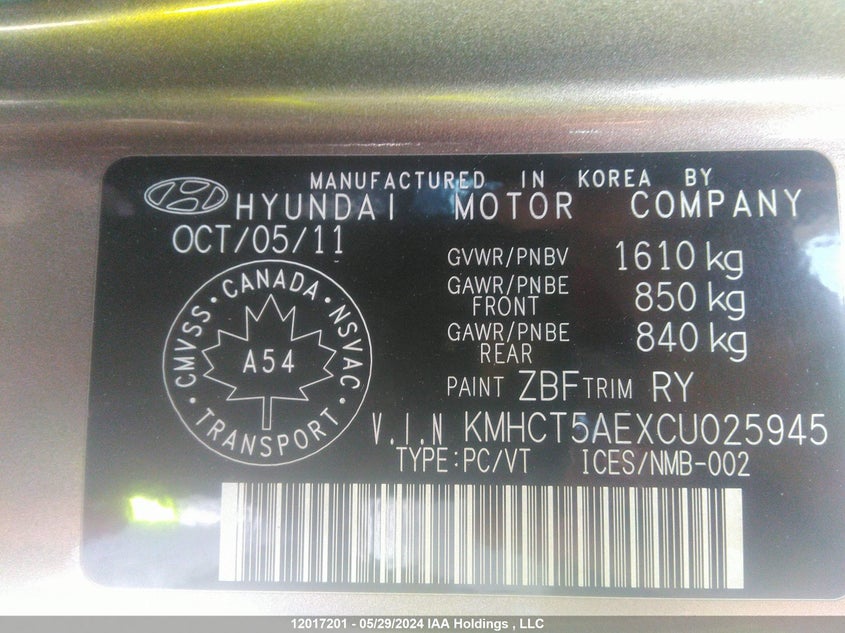 MANUFACTURED IN KOREA BY
HYUNDAI MOTOR COMPANY
OCT/05/11
GVWR/PNBV 1610 kg
GAWR/PNBE FRONT 850 kg
GAWR/PNBE REAR 840 kg
CMVSS · CANADA · NSVAC · TRANSPORT ·
A54
PAINT ZBF TRIM RY
V.I.N KMHCT5AEXCU025945
TYPE:PC/VT ICES/NMB-002
12017201 - 05/29/2024 IAA Holdings , LLC